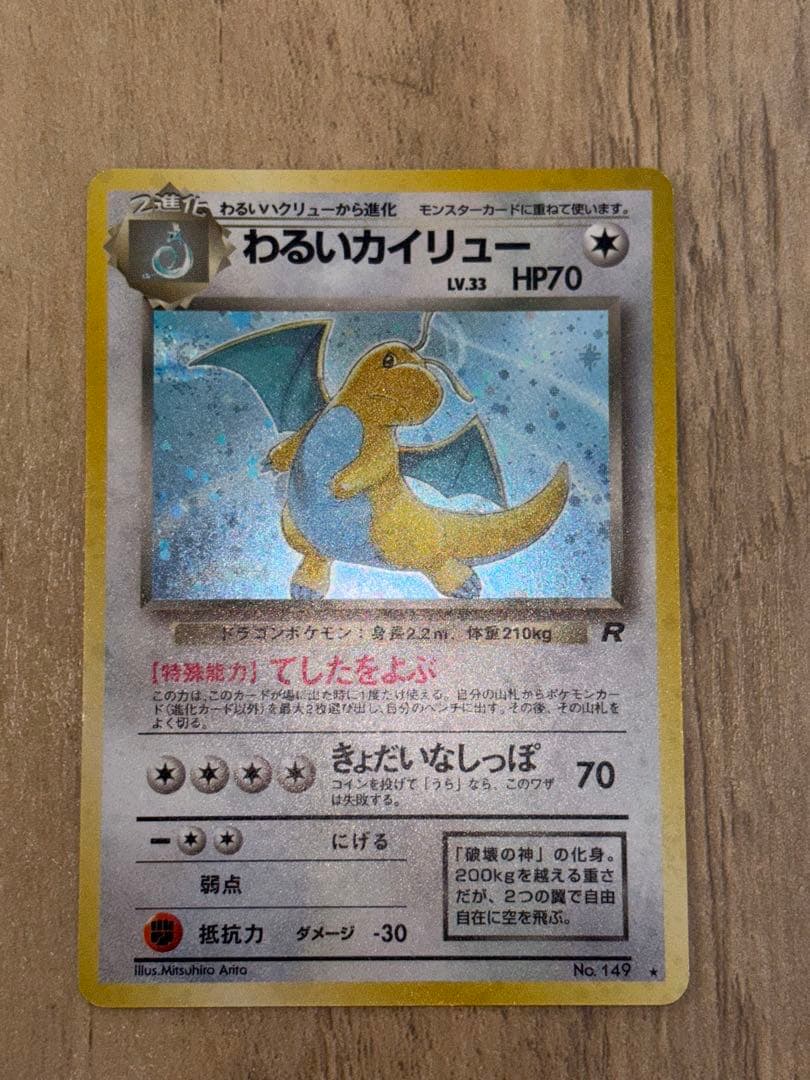 2進化
わるいハクリューから進化 モンスターカードに重ねて使います。
わるいカイリュー
LV.33 HP70
ドラゴンポケモン：身長2.2m、体重210kg
R
【特殊能力】てしたをよぶ
この力は、このカードが場に出た時に1度だけ使える。自分の山札からポケモンカー
ド（進化カード以外）を最大2枚選び出し、自分のベンチに出す。その後、その山札を
よく切る。
きょだいなしっぽ 70
コインを投げて「うら」なら、このワザ
は失敗する。
にげる
弱点
抵抗力 ダメージ -30
「破壊の神」の化身。
200kgを越える重さ
だが、2つの翼で自由
自在に空を飛ぶ。
Illus.Mitsuhiro Arita
No. 149 ★